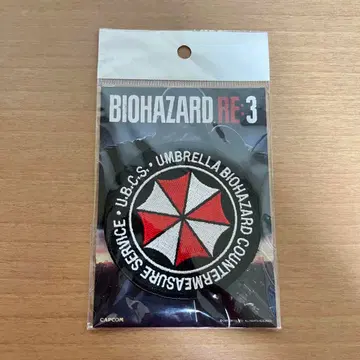 BIOHAZARD RE:3
U.B.C.S. • UMBRELLA BIOHAZARD COUNTERMEASURE SERVICE •
CAPCOM